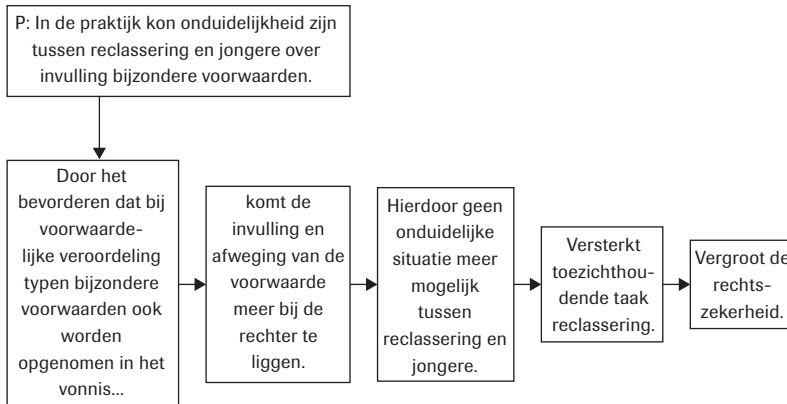 P: In de praktijk kon onduidelijkheid zijn
tussen reclassering en jongere over
invulling bijzondere voorwaarden.
Door het
bevorderen dat bij
voorwaarde-
lijke veroordeling
typen bijzondere
voorwaarden ook
worden
opgenomen in het
vonnis...
komt de
invulling en
afweging van de
voorwaarde
meer bij de
rechter te
liggen.
Hierdoor geen
onduidelijke
situatie meer
mogelijk
tussen
reclassering en
jongere.
Versterkt
toezichthou-
dende taak
reclassering.
Vergroot de
rechts-
zekerheid.